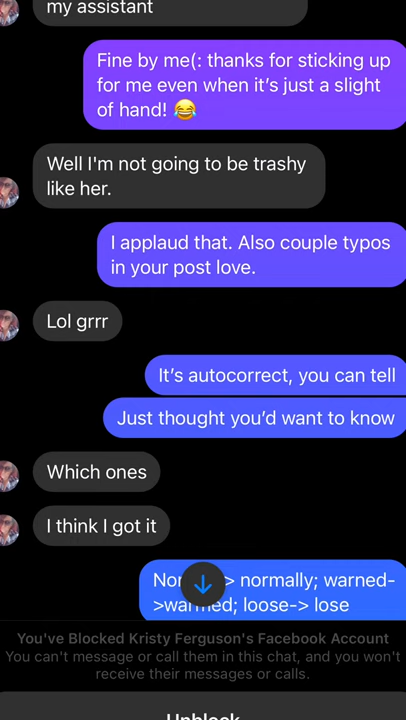 my assistant
Fine by me(: thanks for sticking up
for me even when it’s just a slight
of hand! 😂
Well I'm not going to be trashy
like her.
I applaud that. Also couple typos
in your post love.
Lol grrr
It’s autocorrect, you can tell
Just thought you’d want to know
Which ones
I think I got it
> normally; warned-
>warmed; loose-> lose
You've Blocked Kristy Ferguson's Facebook Account
You can't message or call them in this chat, and you won't
receive their messages or calls.
Unblock